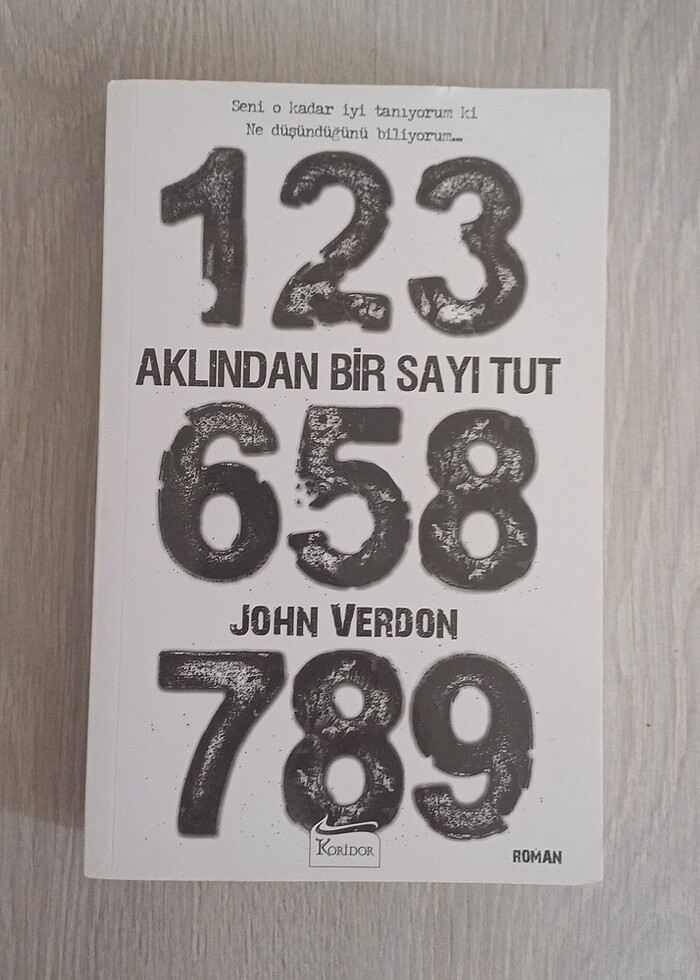 Seni o kadar iyi tanıyorum ki
Ne düşündüğünü biliyorum...
123
AKLINDAN BİR SAYI TUT
658
JOHN VERDON
789
KORİDOR
ROMAN